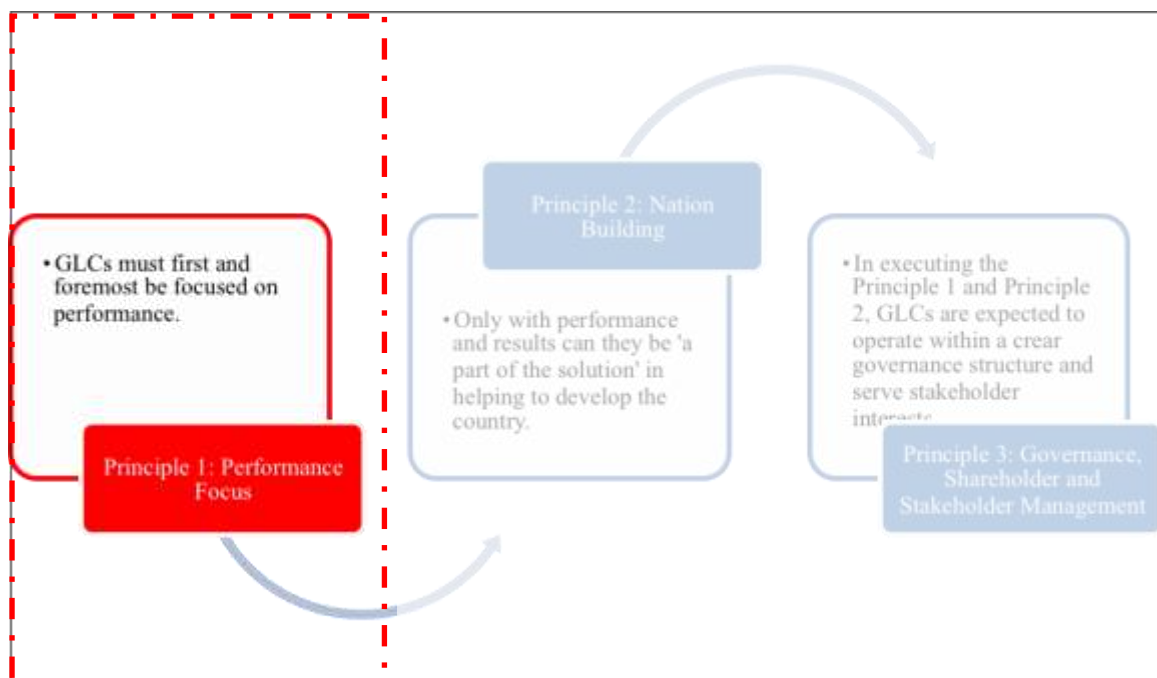 •GLCs must first and
foremost be focused on
performance.
Principle 1: Performance
Focus
Principle 2: Nation
Building
•Only with performance
and results can they be 'a
part of the solution' in
helping to develop the
country.
•In executing the
Principle 1 and Principle
2, GLCs are expected to
operate within a crear
governance structure and
serve stakeholder
interests
Principle 3: Governance,
Shareholder and
Stakeholder Management